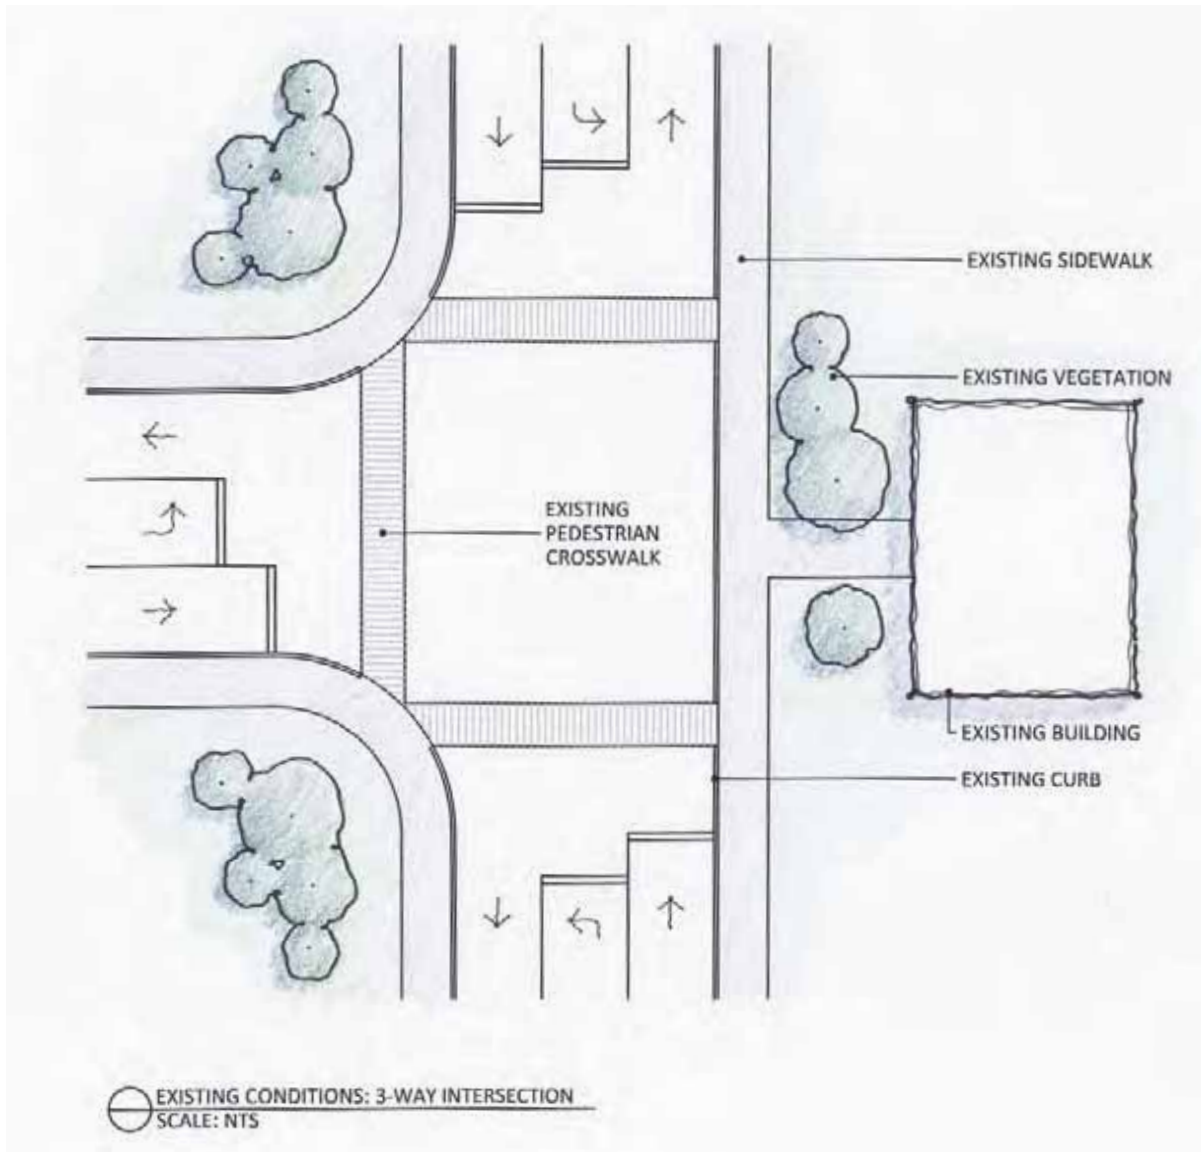 EXISTING SIDEWALK
EXISTING VEGETATION
EXISTING
PEDESTRIAN
CROSSWALK
EXISTING BUILDING
EXISTING CURB
EXISTING CONDITIONS: 3-WAY INTERSECTION
SCALE: NTS